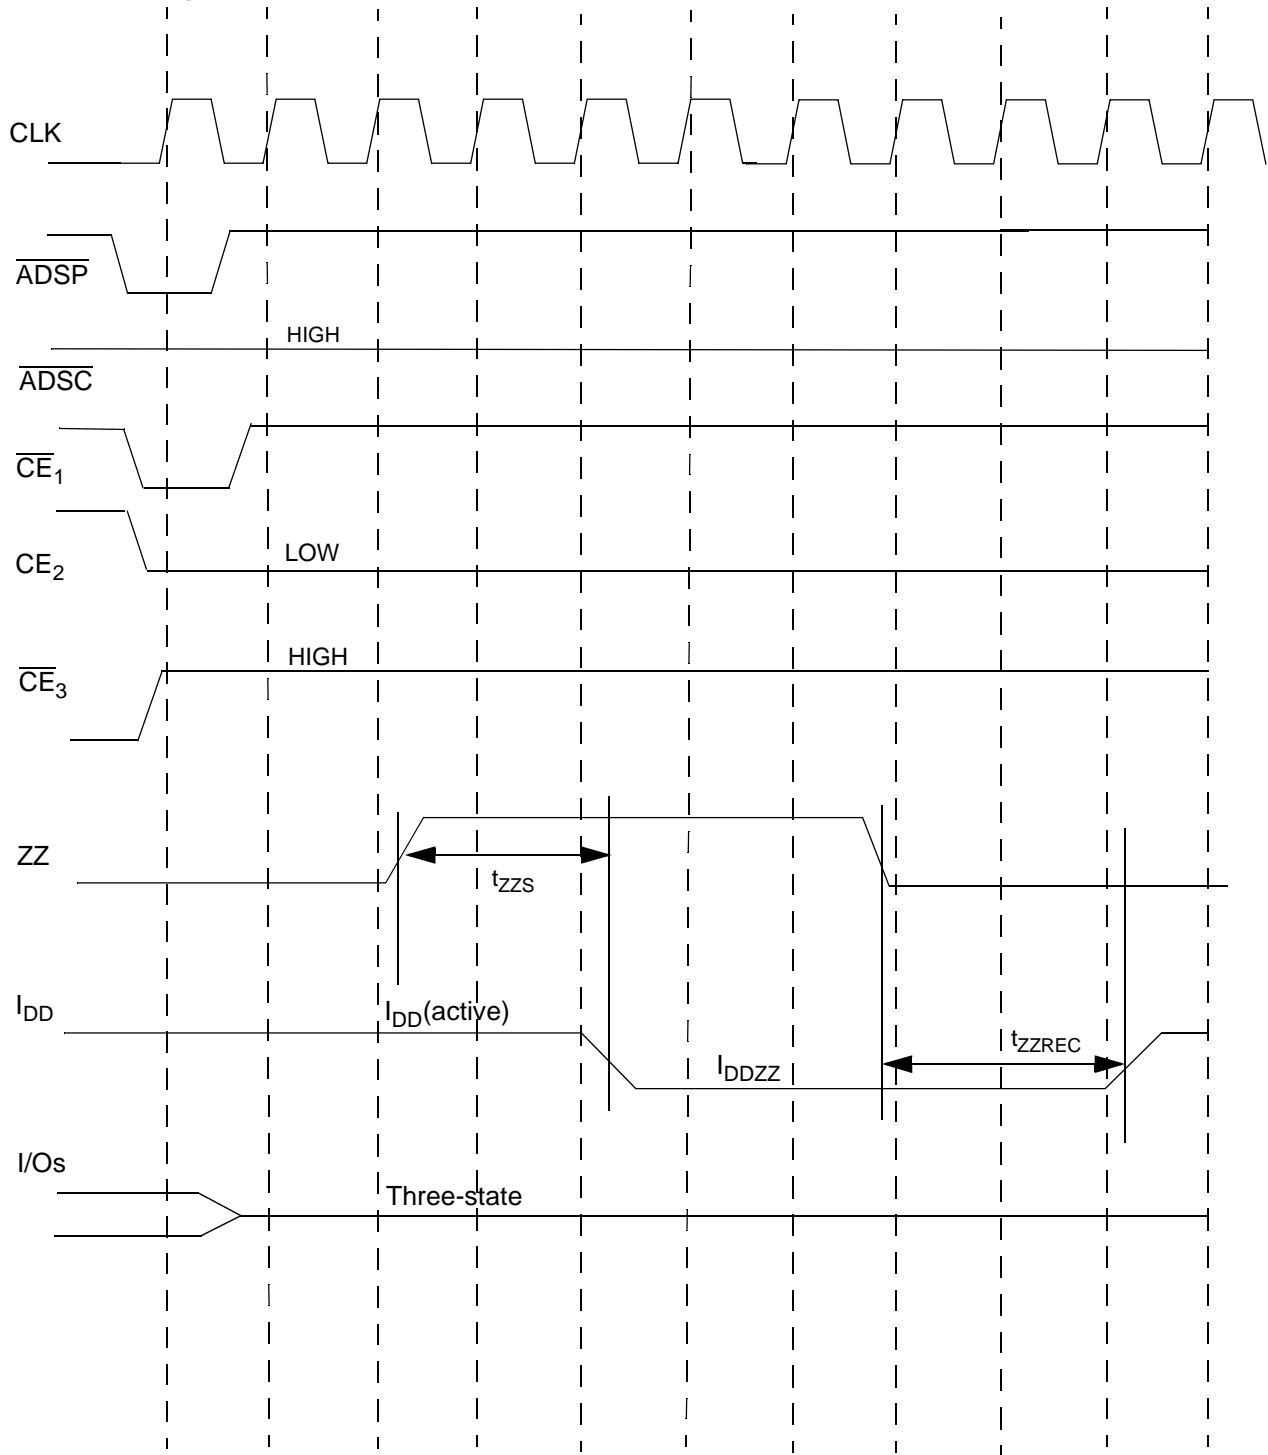 CLK
ADSP
HIGH
ADSC
CE1
LOW
CE2
HIGH
CE3
ZZ
tZZS
IDD
IDD(active)
tZZREC
IDDZZ
I/Os
Three-state